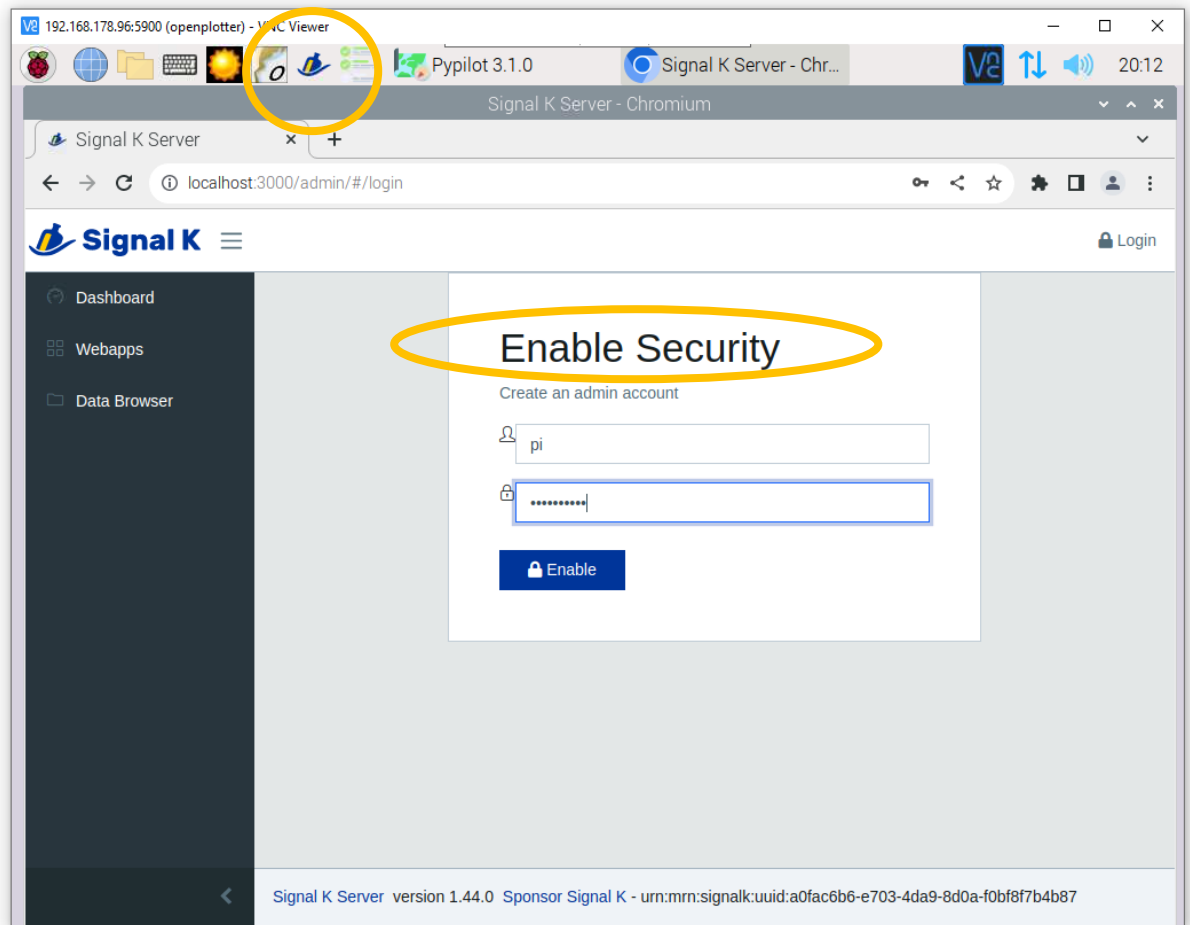 192.168.178.96:5900 (openplotter) - VNC Viewer
Pypilot 3.1.0
Signal K Server - Chr...
20:12
Signal K Server - Chromium
Signal K Server
localhost:3000/admin/#/login
Signal K
Login
Dashboard
Webapps
Data Browser
Enable Security
Create an admin account
pi
••••••••••
Enable
Signal K Server version 1.44.0 Sponsor Signal K - urn:mrn:signalk:uuid:a0fac6b6-e703-4da9-8d0a-f0bf8f7b4b87